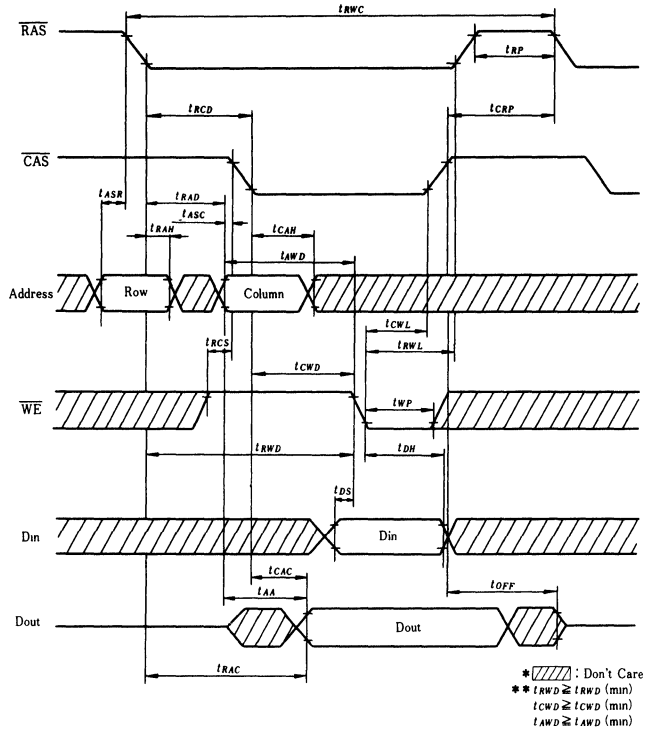 tRWC
RAS
tRP
tRCD
tCRP
CAS
tASR
tRAD
tASC
tRAH
tCAH
tAWD
Address
Row
Column
tCWL
tRCS
tRWL
tCWD
WE
tWP
tRWD
tDH
tDS
Din
Din
tCAC
tAA
tOFF
Dout
Dout
tRAC
* : Don't Care
** tRWD ≧ tRWD (min)
tCWD ≧ tCWD (min)
tAWD ≧ tAWD (min)